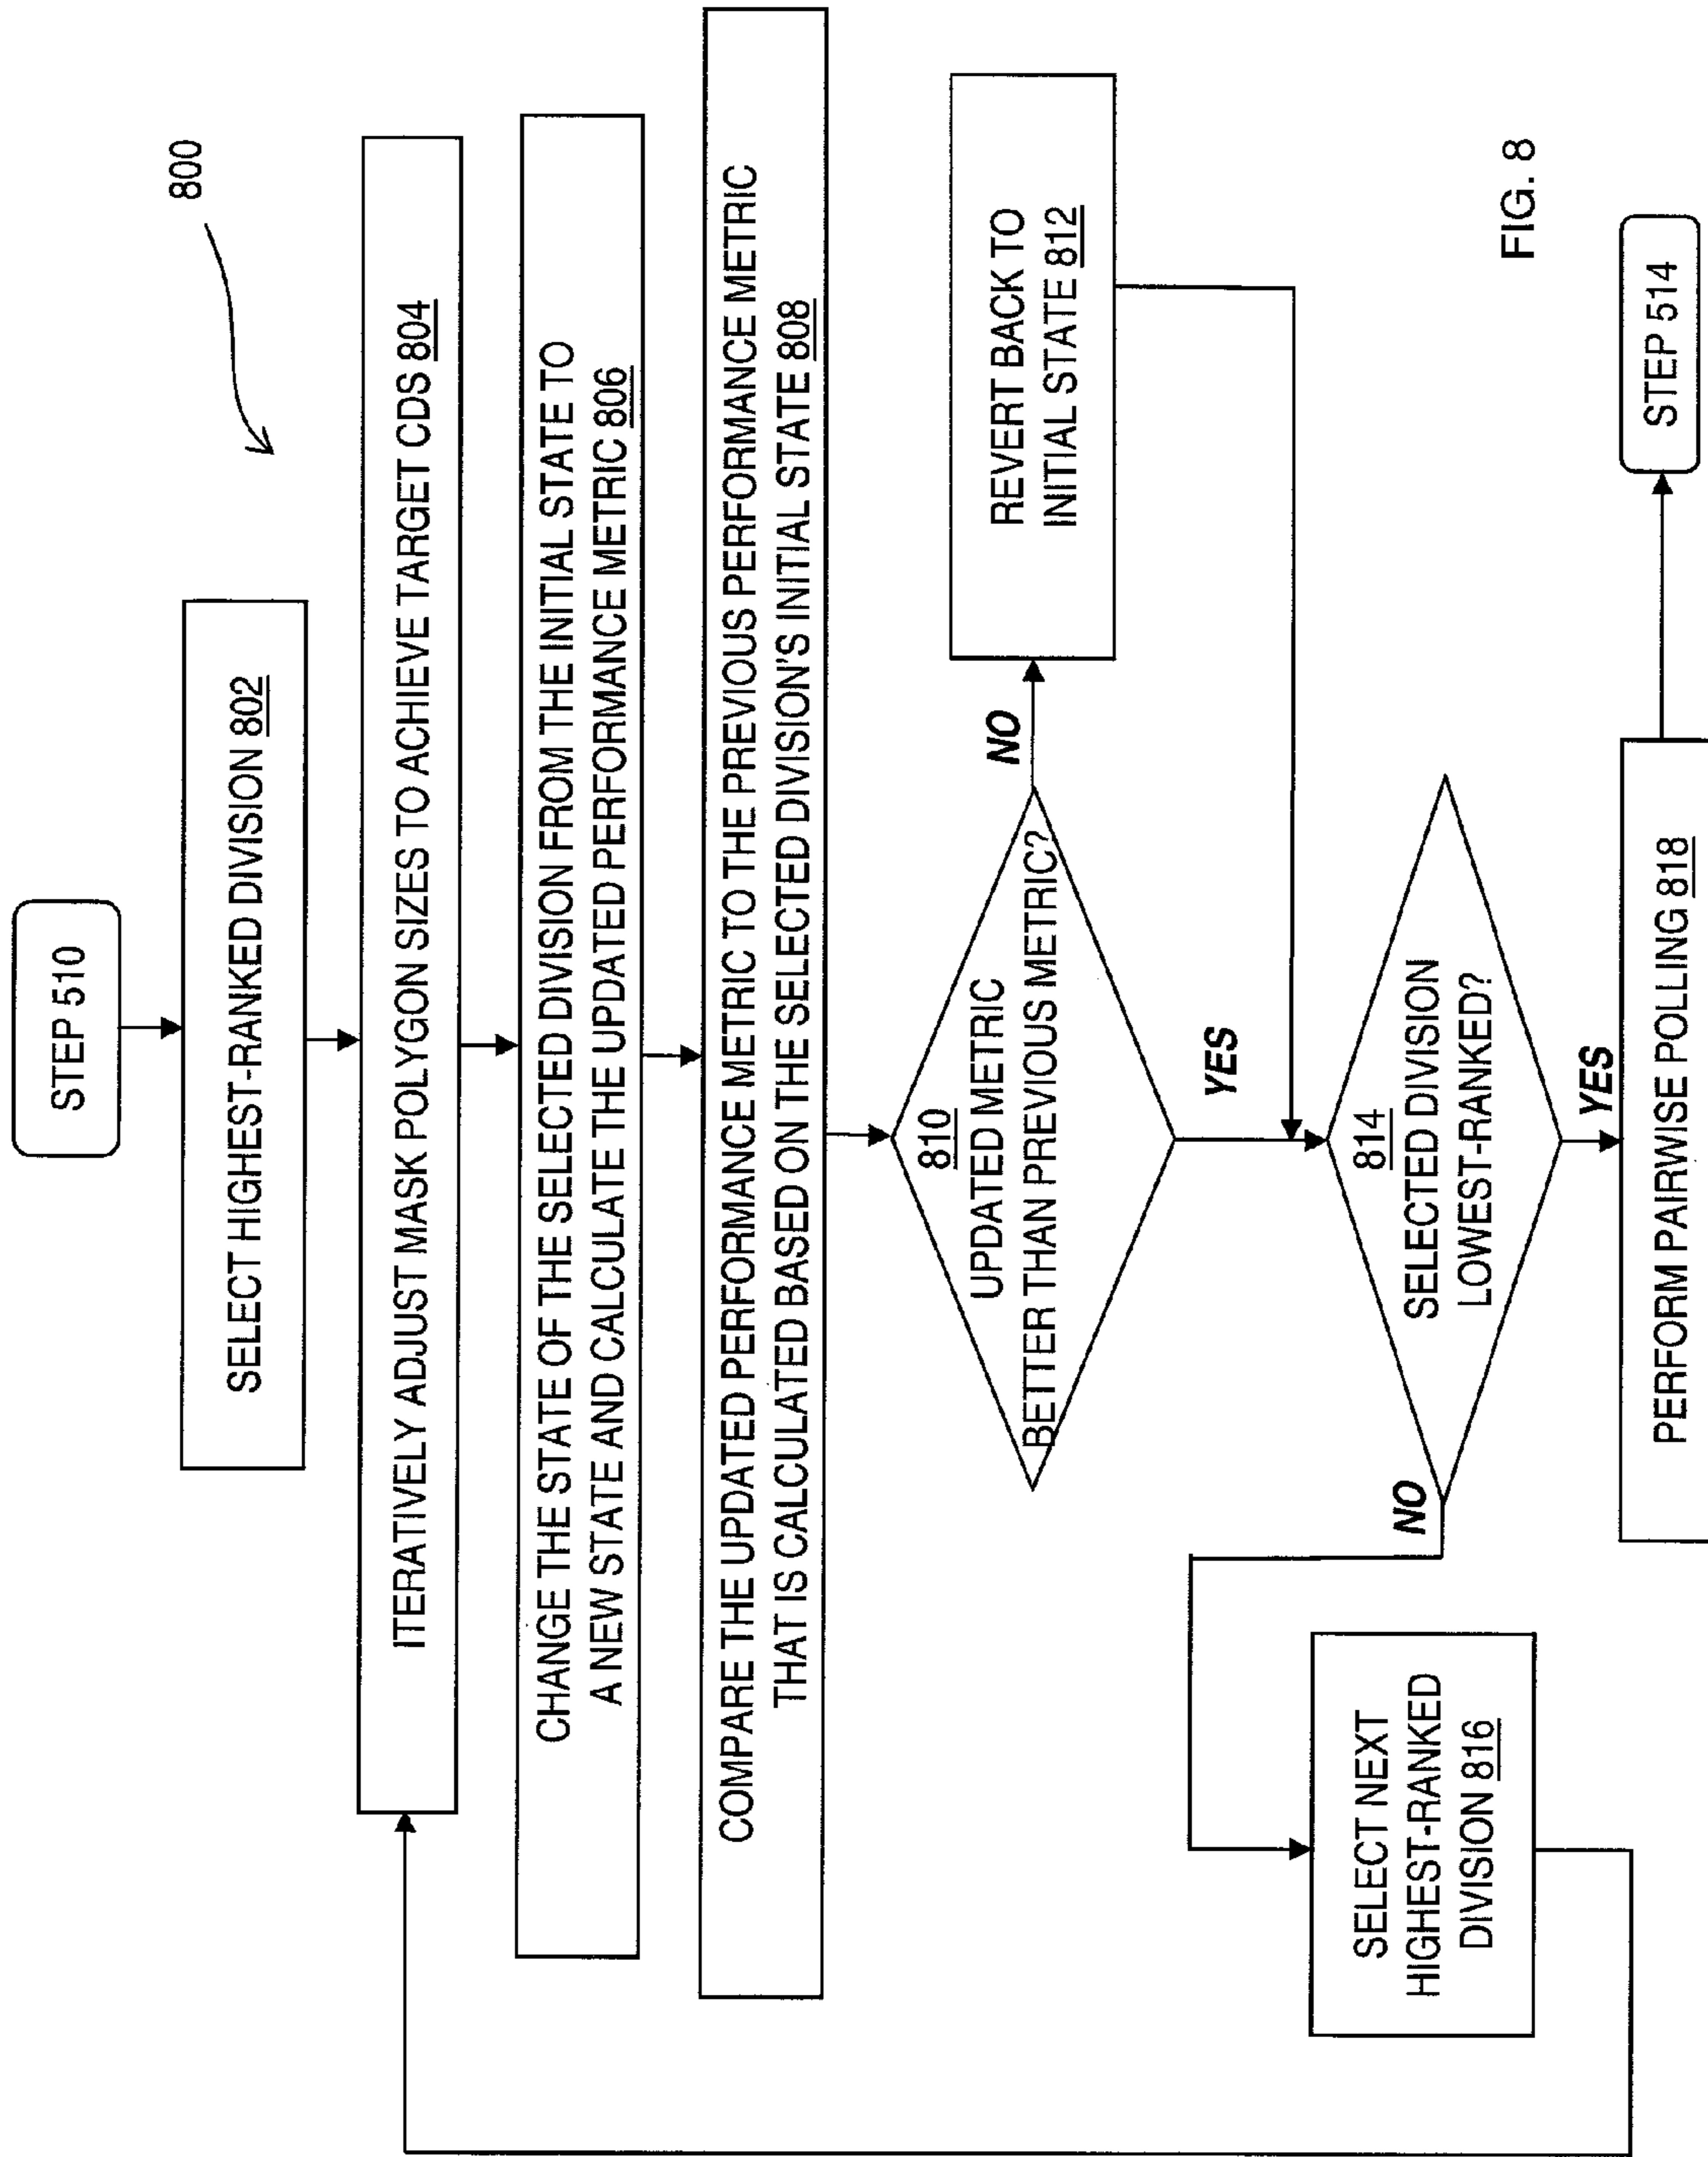 800
STEP 510
SELECT HIGHEST-RANKED DIVISION 802
ITERATIVELY ADJUST MASK POLYGON SIZES TO ACHIEVE TARGET CDS 804
CHANGE THE STATE OF THE SELECTED DIVISION FROM THE INITIAL STATE TO
A NEW STATE AND CALCULATE THE UPDATED PERFORMANCE METRIC 806
COMPARE THE UPDATED PERFORMANCE METRIC TO THE PREVIOUS PERFORMANCE METRIC
THAT IS CALCULATED BASED ON THE SELECTED DIVISION'S INITIAL STATE 808
810
UPDATED METRIC
BETTER THAN PREVIOUS METRIC?
NO
REVERT BACK TO
INITIAL STATE 812
YES
814
SELECTED DIVISION
LOWEST-RANKED?
NO
SELECT NEXT
HIGHEST-RANKED
DIVISION 816
YES
PERFORM PAIRWISE POLLING 818
STEP 514
FIG. 8